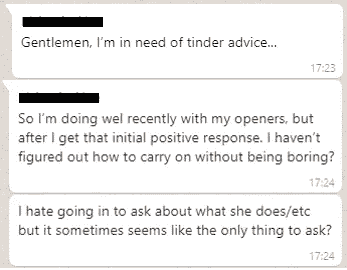 Gentlemen, I'm in need of tinder advice...
17:23
So I'm doing wel recently with my openers, but
after I get that initial positive response. I haven't
figured out how to carry on without being boring?
17:24
I hate going in to ask about what she does/etc
but it sometimes seems like the only thing to ask?
17:24